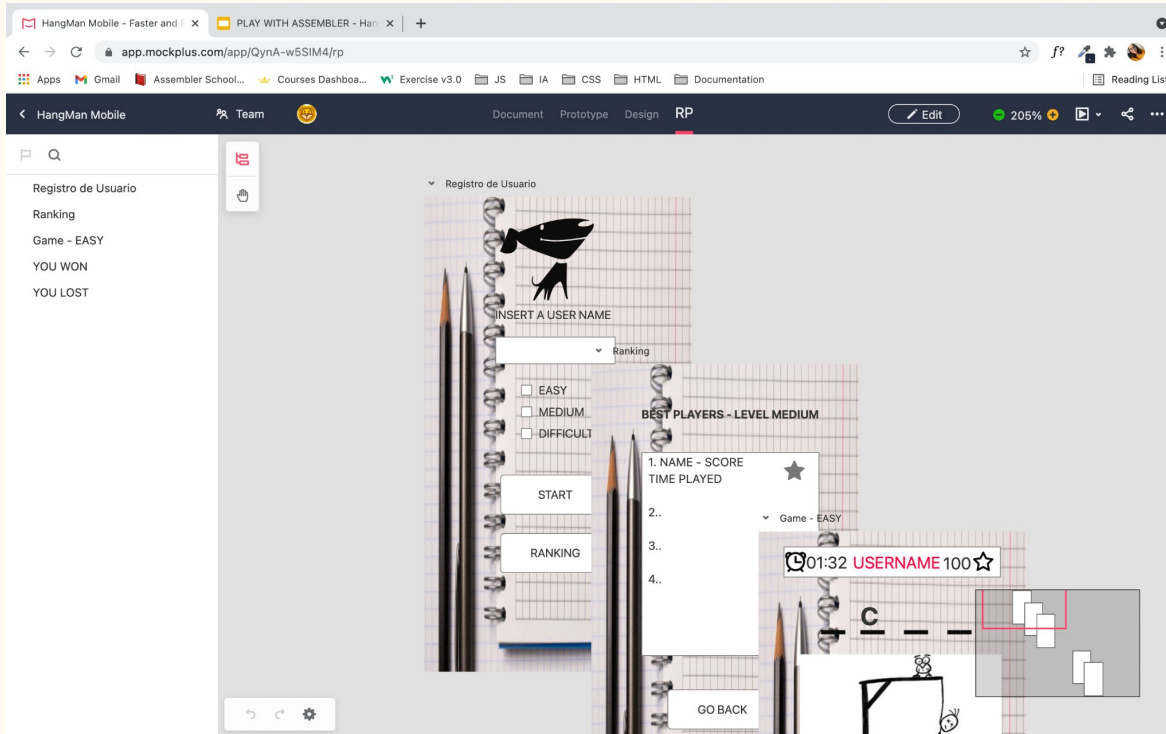 HangMan Mobile - Faster and
PLAY WITH ASSEMBLER - Han
app.mockplus.com/app/QynA-w5SIM4/rp
f?
Apps Gmail Assembler School... Courses Dashboa... Exercise v3.0 JS IA CSS HTML Documentation Reading List
HangMan Mobile Team Document Prototype Design RP Edit 205%
Registro de Usuario
Ranking
Game - EASY
YOU WON
YOU LOST
Registro de Usuario
INSERT A USER NAME
EASY
MEDIUM
DIFFICULT
START
RANKING
Ranking
BEST PLAYERS - LEVEL MEDIUM
1. NAME - SCORE
TIME PLAYED
2..
3..
4..
GO BACK
Game - EASY
01:32 USERNAME 100
_ C _ _ _